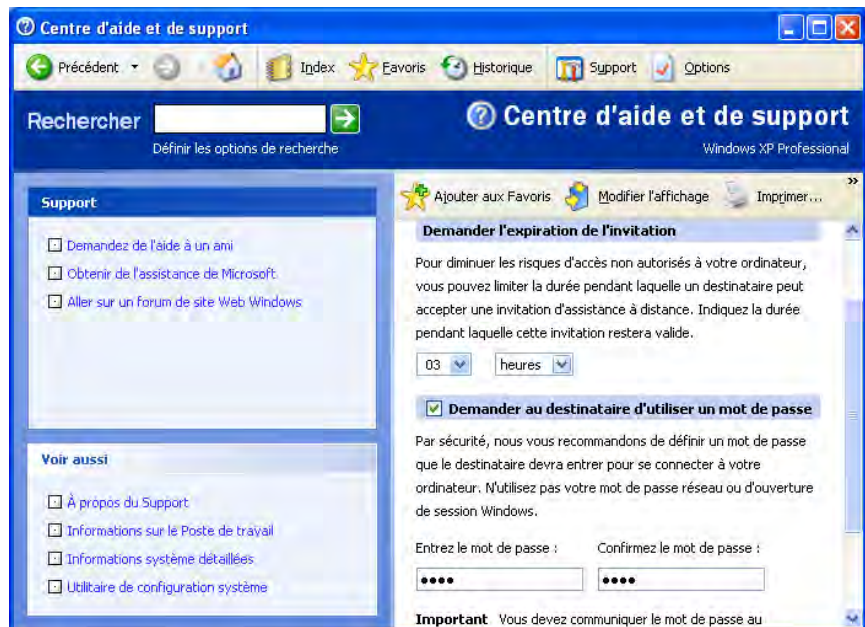 Centre d'aide et de support
Précédent
Index
Favoris
Historique
Support
Options
Rechercher
Définir les options de recherche
Centre d'aide et de support
Windows XP Professional
Support
Demandez de l'aide à un ami
Obtenir de l'assistance de Microsoft
Aller sur un forum de site Web Windows
Voir aussi
À propos du Support
Informations sur le Poste de travail
Informations système détaillées
Utilitaire de configuration système
Ajouter aux Favoris
Modifier l'affichage
Imprimer...
»
Demander l'expiration de l'invitation
Pour diminuer les risques d'accès non autorisés à votre ordinateur,
vous pouvez limiter la durée pendant laquelle un destinataire peut
accepter une invitation d'assistance à distance. Indiquez la durée
pendant laquelle cette invitation restera valide.
03 heures
Demander au destinataire d'utiliser un mot de passe
Par sécurité, nous vous recommandons de définir un mot de passe
que le destinataire devra entrer pour se connecter à votre
ordinateur. N'utilisez pas votre mot de passe réseau ou d'ouverture
de session Windows.
Entrez le mot de passe : Confirmez le mot de passe :
•••• ••••
Important Vous devez communiquer le mot de passe au